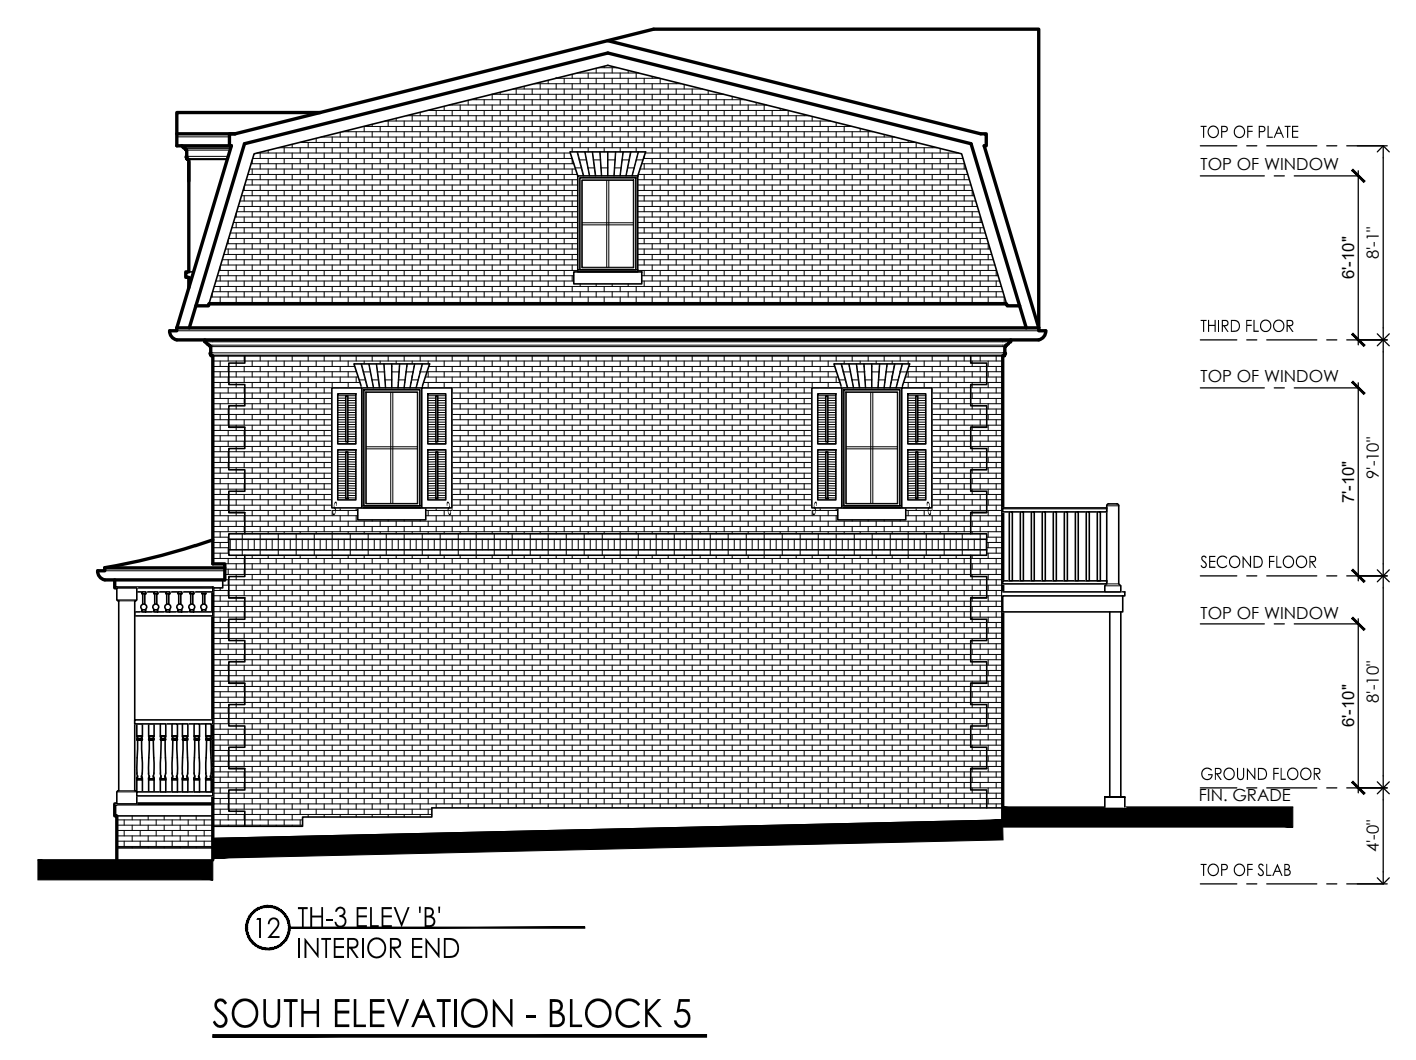 TOP OF PLATE
TOP OF WINDOW
6'-10"
8'-1"
THIRD FLOOR
TOP OF WINDOW
7'-10"
9'-10"
SECOND FLOOR
TOP OF WINDOW
6'-10"
8'-10"
GROUND FLOOR
FIN. GRADE
4'-0"
TOP OF SLAB
12
TH-3 ELEV 'B'
INTERIOR END
SOUTH ELEVATION - BLOCK 5